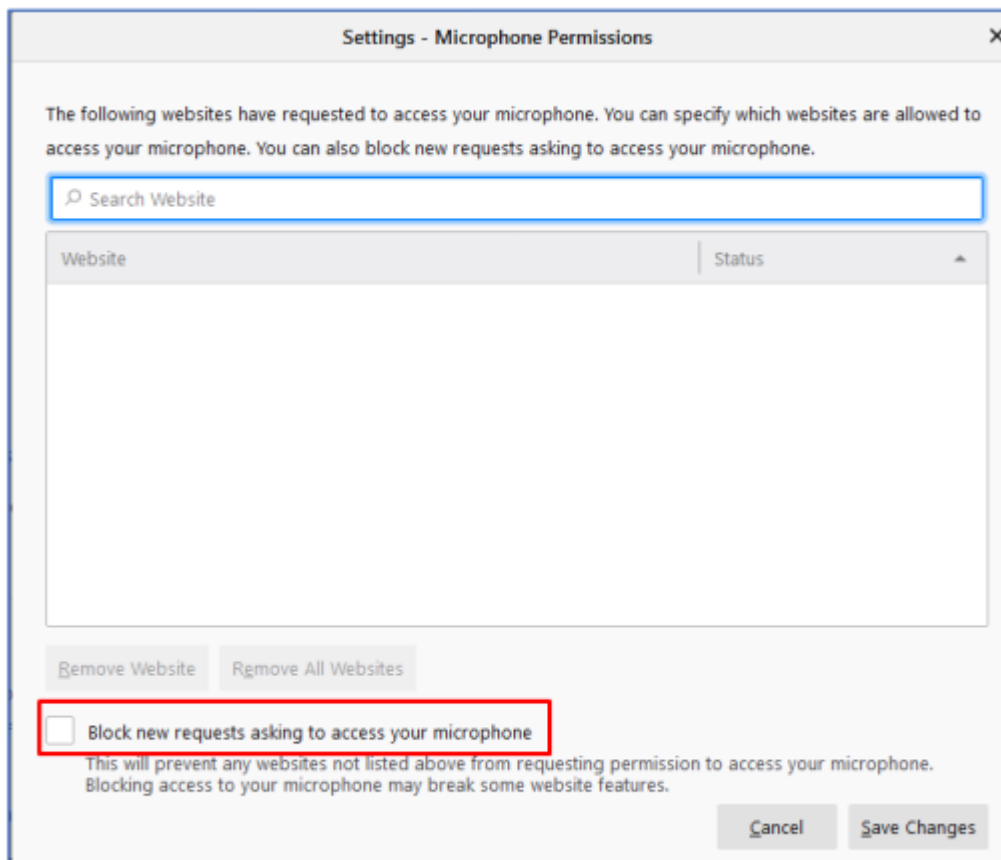 Settings - Microphone Permissions
The following websites have requested to access your microphone. You can specify which websites are allowed to
access your microphone. You can also block new requests asking to access your microphone.
Search Website
Website Status
Remove Website Remove All Websites
Block new requests asking to access your microphone
This will prevent any websites not listed above from requesting permission to access your microphone.
Blocking access to your microphone may break some website features.
Cancel Save Changes